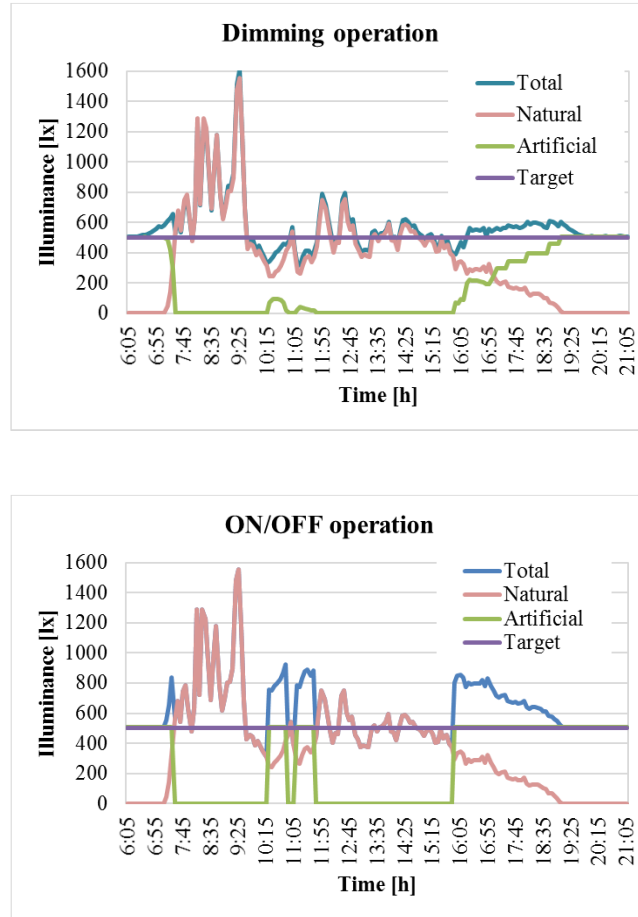 Dimming operation
1600
1400
1200
1000
800
600
400
200
0
Illuminance [lx]
Total
Natural
Artificial
Target
6:05 6:55 7:45 8:35 9:25 10:15 11:05 11:55 12:45 13:35 14:25 15:15 16:05 16:55 17:45 18:35 19:25 20:15 21:05
Time [h]
ON/OFF operation
1600
1400
1200
1000
800
600
400
200
0
Illuminance [lx]
Total
Natural
Artificial
Target
6:05 6:55 7:45 8:35 9:25 10:15 11:05 11:55 12:45 13:35 14:25 15:15 16:05 16:55 17:45 18:35 19:25 20:15 21:05
Time [h]